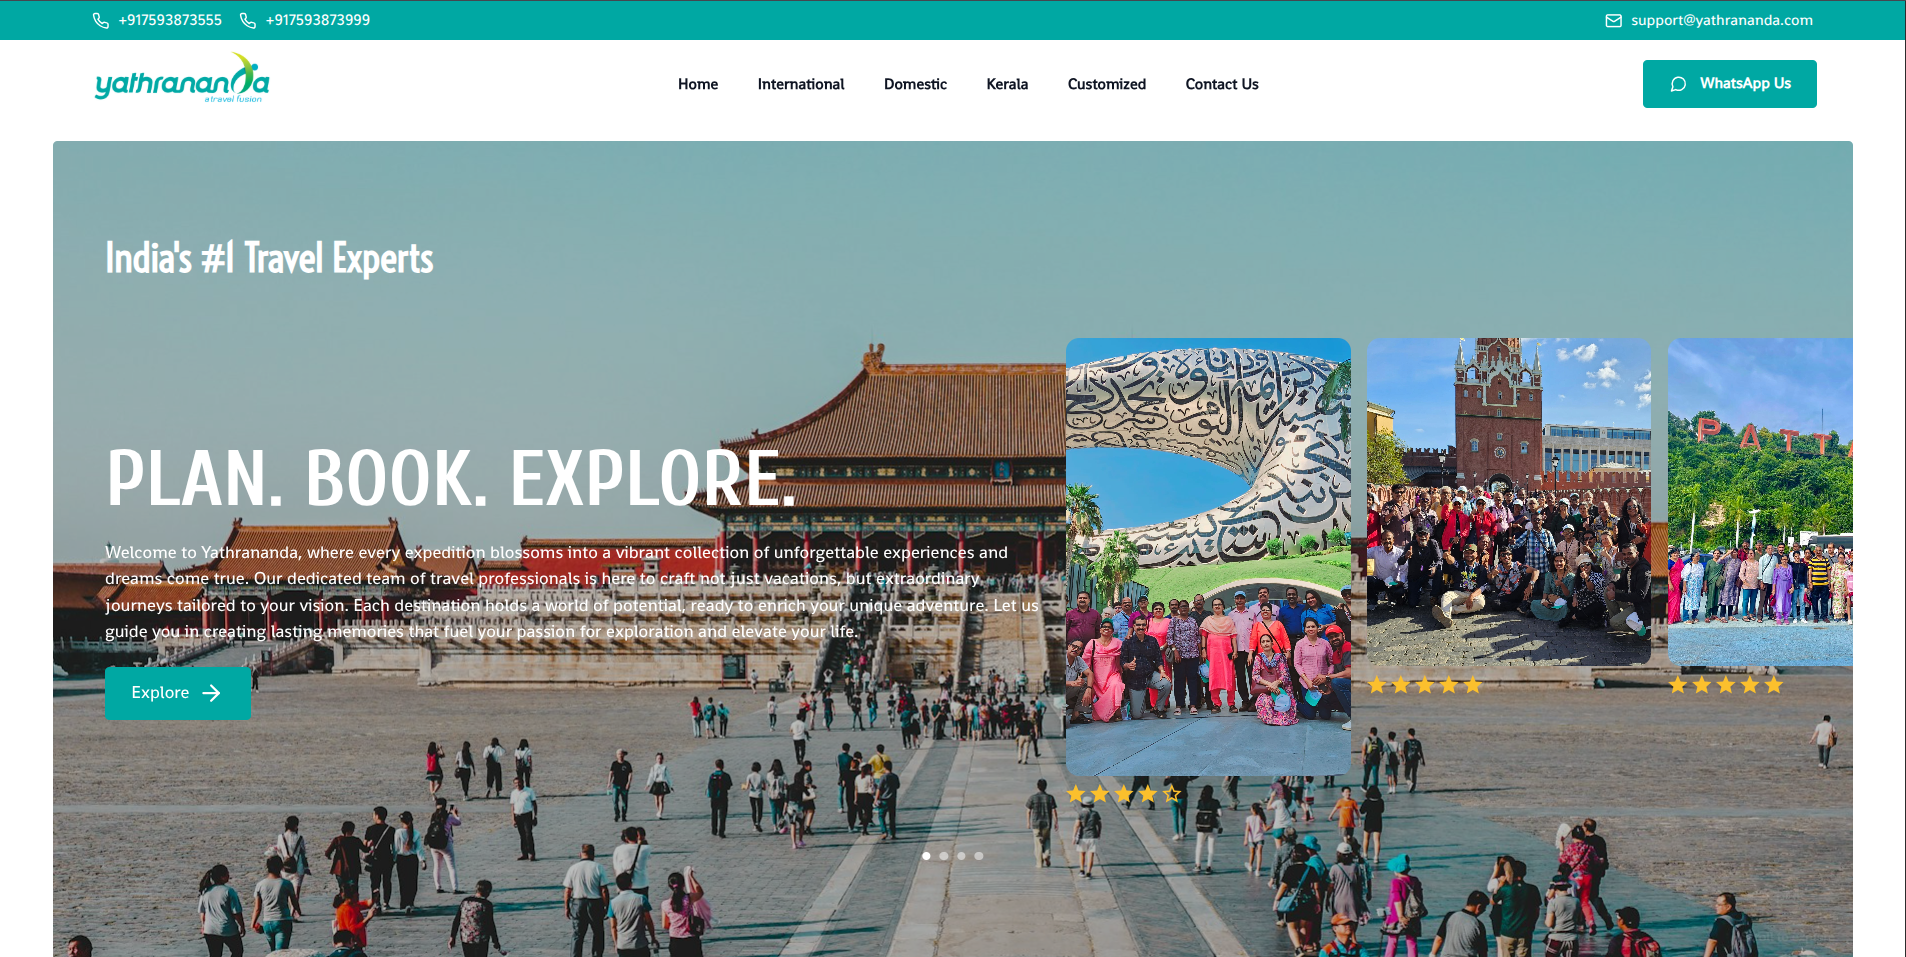 +917593873555 +917593873999 support@yathrananda.com
yathrananda
a travel fusion
Home International Domestic Kerala Customized Contact Us
WhatsApp Us
India's #1 Travel Experts
PLAN. BOOK. EXPLORE.
Welcome to Yathrananda, where every expedition blossoms into a vibrant collection of unforgettable experiences and
dreams come true. Our dedicated team of travel professionals is here to craft not just vacations, but extraordinary
journeys tailored to your vision. Each destination holds a world of potential, ready to enrich your unique adventure. Let us
guide you in creating lasting memories that fuel your passion for exploration and elevate your life.
Explore
PATT